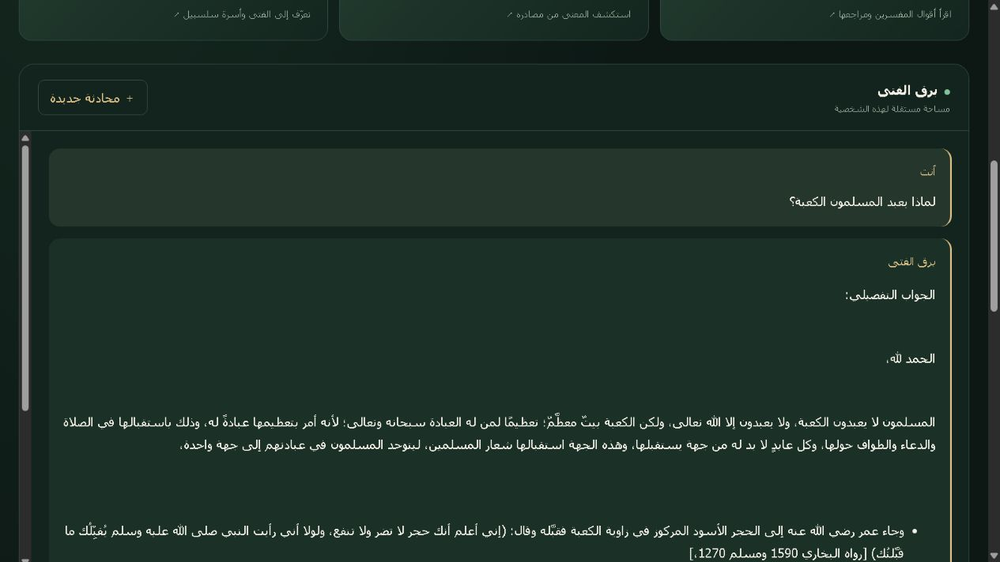 اقرأ أقوال المفسرين ومراجعها ↗
استكشف المعنى من مصادره ↗
تعرّف إلى الفتى وأسرة سلسبيل ↗
برق الفتى
مساحة مستقلة لهذه الشخصية
+ محادثة جديدة
أنت
لماذا يعبد المسلمون الكعبة؟
برق الفتى
الجواب التفصيلي:
الحمد لله،
المسلمون لا يعبدون الكعبة، ولا يعبدون إلا الله تعالى، ولكن الكعبة بيتٌ معظَّمٌ؛ تعظيمًا لمن له العبادة سبحانه وتعالى؛ لأنه أمر بتعظيمها عبادةً له، وذلك باستقبالها في الصلاة
والدعاء والطواف حولها، وكل عابدٍ لا بد له من جهة يستقبلها، وهذه الجهة استقبالها شعار المسلمين، ليتوحد المسلمون في عبادتهم إلى جهة واحدة،
• وجاء عمر رضي الله عنه إلى الحجر الأسود المركوز في زاوية الكعبة فقبَّله وقال: (إني أعلم أنك حجر لا تضر ولا تنفع، ولولا أني رأيت النبي صلى الله عليه وسلم يُقبِّلُك ما
قبَّلتُك) [رواه البخاري 1590 ومسلم 1270،]